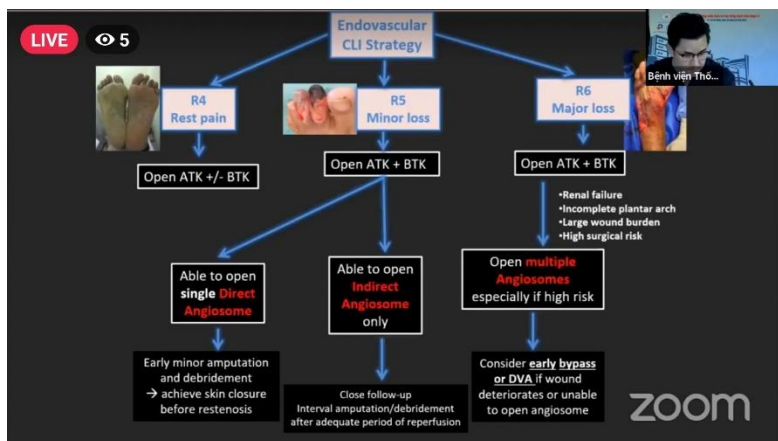 LIVE
5
Endovascular
CLI Strategy
Bệnh viện Thố...
R4
Rest pain
R5
Minor loss
R6
Major loss
Open ATK +/- BTK
Open ATK + BTK
Open ATK + BTK
•Renal failure
•Incomplete plantar arch
•Large wound burden
•High surgical risk
Able to open
single Direct
Angiosome
Able to open
Indirect
Angiosome
only
Open multiple
Angiosomes
especially if high risk
Early minor amputation
and debridement
→ achieve skin closure
before restenosis
Close follow-up
Interval amputation/debridement
after adequate period of reperfusion
Consider early bypass
or DVA if wound
deteriorates or unable
to open angiosome
zoom